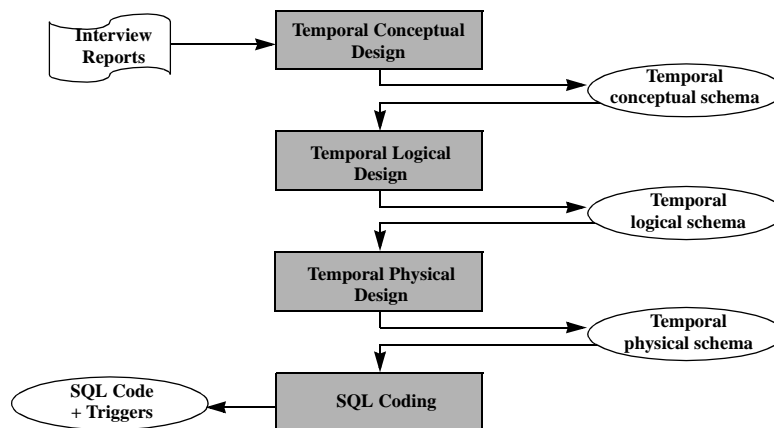 Interview
Reports
Temporal Conceptual
Design
Temporal
conceptual schema
Temporal Logical
Design
Temporal
logical schema
Temporal Physical
Design
Temporal
physical schema
SQL Coding
SQL Code
+ Triggers